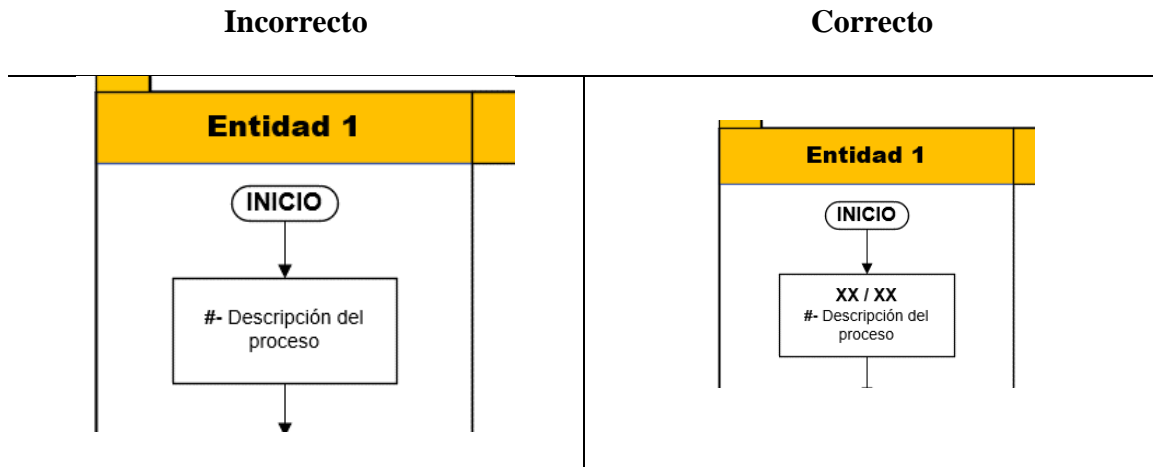 Incorrecto
Correcto
Entidad 1
INICIO
#- Descripción del
proceso
Entidad 1
INICIO
XX / XX
#- Descripción del
proceso